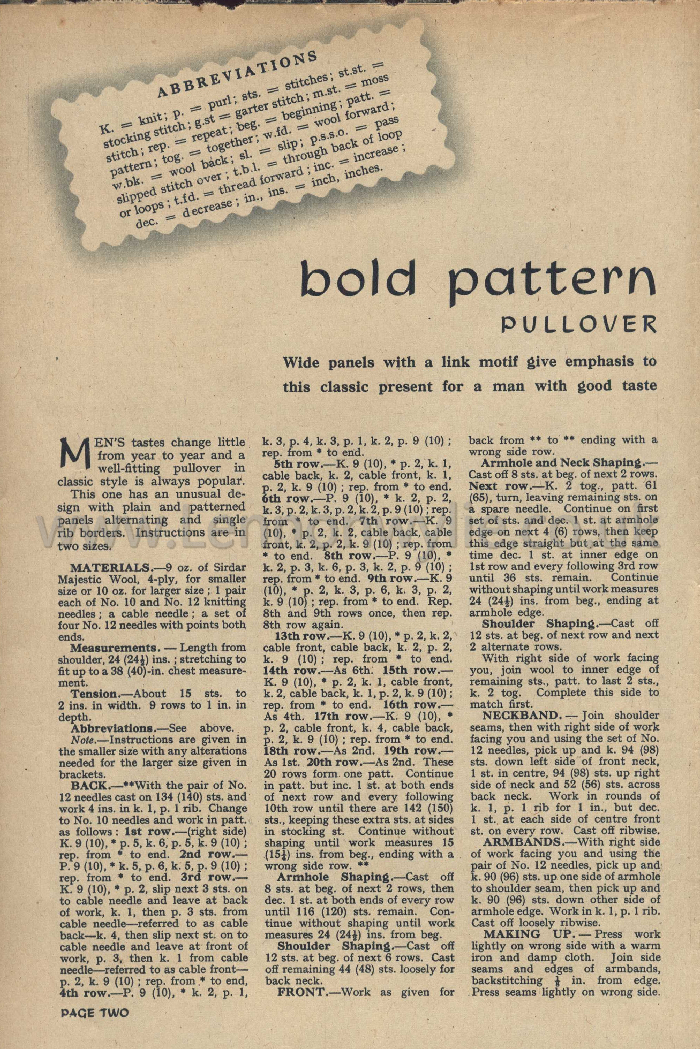 ABBREVIATIONS
K. = knit; p. = purl; sts. = stitches; st.st. =
stocking stitch; g.st = garter stitch; m.st. = moss
stitch; rep. = repeat; beg. = beginning; patt. =
pattern; tog. = together; w.fd. = wool forward;
w.bk. = wool back; sl. = slip; p.s.s.o. = pass
slipped stitch over; t.b.l. = through back of loop
or loops; t.fd. = thread forward; inc. = increase;
dec. = decrease; in., ins. = inch, inches.
bold pattern
PULLOVER
Wide panels with a link motif give emphasis to
this classic present for a man with good taste
MEN'S tastes change little
from year to year and a
well-fitting pullover in
classic style is always popular.
This one has an unusual de-
sign with plain and patterned
panels alternating and single
rib borders. Instructions are in
two sizes.
MATERIALS.—9 oz. of Sirdar
Majestic Wool, 4-ply, for smaller
size or 10 oz. for larger size; 1 pair
each of No. 10 and No. 12 knitting
needles; a cable needle; a set of
four No. 12 needles with points both
ends.
Measurements. — Length from
shoulder, 24 (24½) ins.; stretching to
fit up to a 38 (40)-in. chest measure-
ment.
Tension.—About 15 sts. to
2 ins. in width. 9 rows to 1 in. in
depth.
Abbreviations.—See above.
Note.—Instructions are given in
the smaller size with any alterations
needed for the larger size given in
brackets.
BACK.—**With the pair of No.
12 needles cast on 134 (140) sts. and
work 4 ins. in k. 1, p. 1 rib. Change
to No. 10 needles and work in patt.
as follows: 1st row.—(right side)
K. 9 (10), * p. 5, k. 6, p. 5, k. 9 (10);
rep. from * to end. 2nd row.—
P. 9 (10), * k. 5, p. 6, k. 5, p. 9 (10);
rep. from * to end. 3rd row.—
K. 9 (10), * p. 2, slip next 3 sts. on
to cable needle and leave at back
of work, k. 1, then p. 3 sts. from
cable needle—referred to as cable
back—k. 4, then slip next st. on to
cable needle and leave at front of
work, p. 3, then k. 1 from cable
needle—referred to as cable front—
p. 2, k. 9 (10); rep. from * to end,
4th row.—P. 9 (10), * k. 2, p. 1,
k. 3, p. 4, k. 3, p. 1, k. 2, p. 9 (10);
rep. from * to end.
5th row.—K. 9 (10), * p. 2, k. 1,
cable back, k. 2, cable front, k. 1,
p. 2, k. 9 (10); rep. from * to end.
6th row.—P. 9 (10), * k. 2, p. 2,
k. 3, p. 2, k. 3, p. 2, k. 2, p. 9 (10); rep.
from * to end. 7th row.—K. 9
(10), * p. 2, k. 2, cable back, cable
front, k. 2, p. 2, k. 9 (10); rep. from
* to end. 8th row.—P. 9 (10), *
k. 2, p. 3, k. 6, p. 3, k. 2, p. 9 (10);
rep. from * to end. 9th row.—K. 9
(10), * p. 2, k. 3, p. 6, k. 3, p. 2,
k. 9 (10); rep. from * to end. Rep.
8th and 9th rows once, then rep.
8th row again.
13th row.—K. 9 (10), * p. 2, k. 2,
cable front, cable back, k. 2, p. 2,
k. 9 (10); rep. from * to end.
14th row.—As 6th. 15th row.—
K. 9 (10), * p. 2, k. 1, cable front,
k. 2, cable back, k. 1, p. 2, k. 9 (10);
rep. from * to end. 16th row.—
As 4th. 17th row.—K. 9 (10), *
p. 2, cable front, k. 4, cable back,
p. 2, k. 9 (10); rep. from * to end.
18th row.—As 2nd. 19th row.—
As 1st. 20th row.—As 2nd. These
20 rows form one patt. Continue
in patt. but inc. 1 st. at both ends
of next row and every following
10th row until there are 142 (150)
sts., keeping these extra sts. at sides
in stocking st. Continue without
shaping until work measures 15
(15¼) ins. from beg., ending with a
wrong side row. **
Armhole Shaping.—Cast off
8 sts. at beg. of next 2 rows, then
dec. 1 st. at both ends of every row
until 116 (120) sts. remain. Con-
tinue without shaping until work
measures 24 (24½) ins. from beg.
Shoulder Shaping.—Cast off
12 sts. at beg. of next 6 rows. Cast
off remaining 44 (48) sts. loosely for
back neck.
FRONT.—Work as given for
back from ** to ** ending with a
wrong side row.
Armhole and Neck Shaping.—
Cast off 8 sts. at beg. of next 2 rows.
Next row.—K. 2 tog., patt. 61
(65), turn, leaving remaining sts. on
a spare needle. Continue on first
set of sts. and dec. 1 st. at armhole
edge on next 4 (6) rows, then keep
this edge straight but at the same
time dec. 1 st. at inner edge on
1st row and every following 3rd row
until 36 sts. remain. Continue
without shaping until work measures
24 (24½) ins. from beg., ending at
armhole edge.
Shoulder Shaping.—Cast off
12 sts. at beg. of next row and next
2 alternate rows.
With right side of work facing
you, join wool to inner edge of
remaining sts., patt. to last 2 sts.,
k. 2 tog. Complete this side to
match first.
NECKBAND. — Join shoulder
seams, then with right side of work
facing you and using the set of No.
12 needles, pick up and k. 94 (98)
sts. down left side of front neck,
1 st. in centre, 94 (98) sts. up right
side of neck and 52 (56) sts. across
back neck. Work in rounds of
k. 1, p. 1 rib for 1 in., but dec.
1 st. at each side of centre front
st. on every row. Cast off ribwise.
ARMBANDS.—With right side
of work facing you and using the
pair of No. 12 needles, pick up and
k. 90 (96) sts. up one side of armhole
to shoulder seam, then pick up and
k. 90 (96) sts. down other side of
armhole edge. Work in k. 1, p. 1 rib.
Cast off loosely ribwise.
MAKING UP.—Press work
lightly on wrong side with a warm
iron and damp cloth. Join side
seams and edges of armbands,
backstitching ¼ in. from edge.
Press seams lightly on wrong side.
PAGE TWO